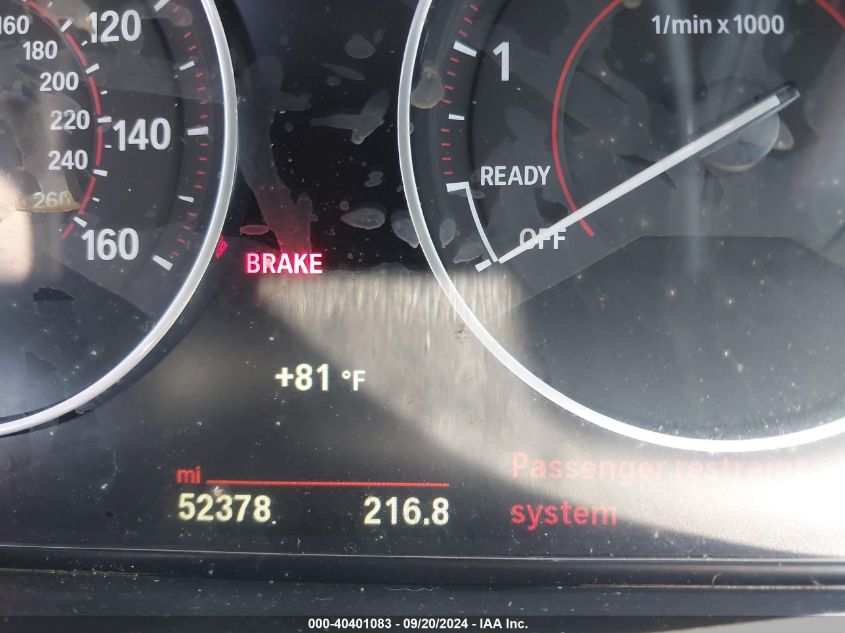 160
180
200
220
240
260
120
140
160
1/min x 1000
1
READY
OFF
BRAKE
+81 °F
mi
52378 216.8
Passenger restraint
system
000-40401083 - 09/20/2024 - IAA Inc.